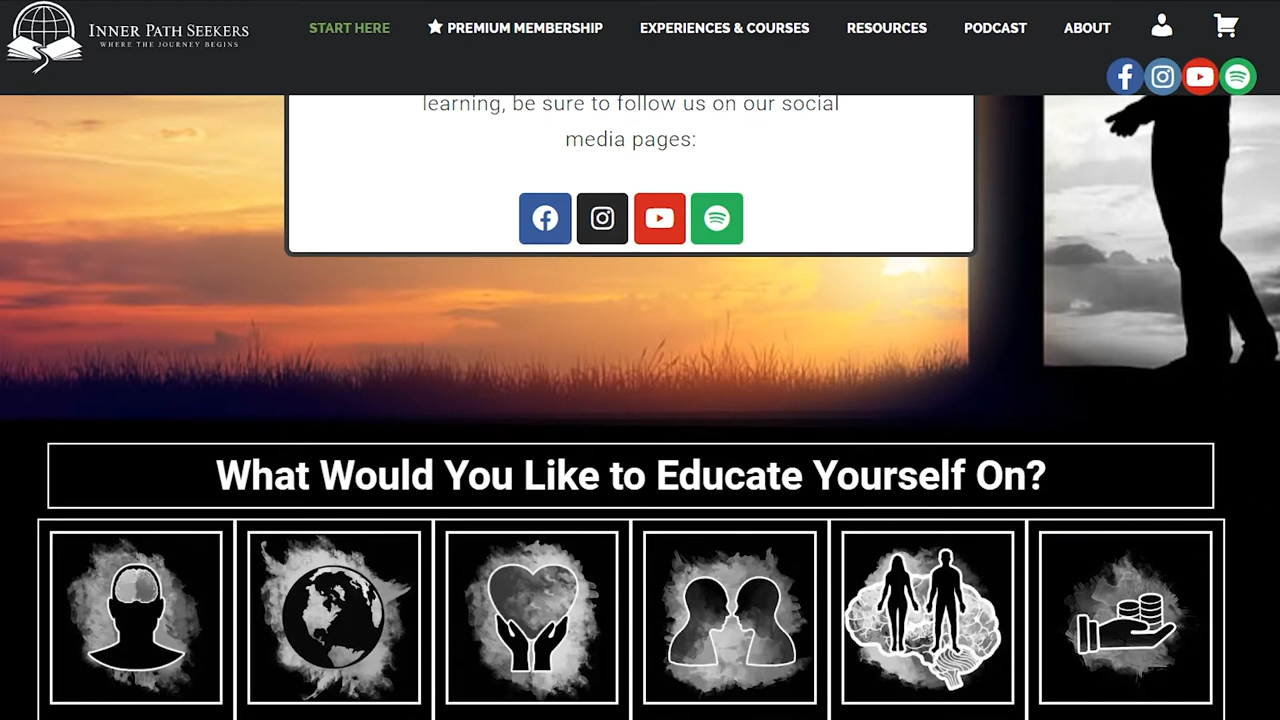 INNER PATH SEEKERS
WHERE THE JOURNEY BEGINS
START HERE
PREMIUM MEMBERSHIP
EXPERIENCES & COURSES
RESOURCES
PODCAST
ABOUT
learning, be sure to follow us on our social
media pages:
What Would You Like to Educate Yourself On?